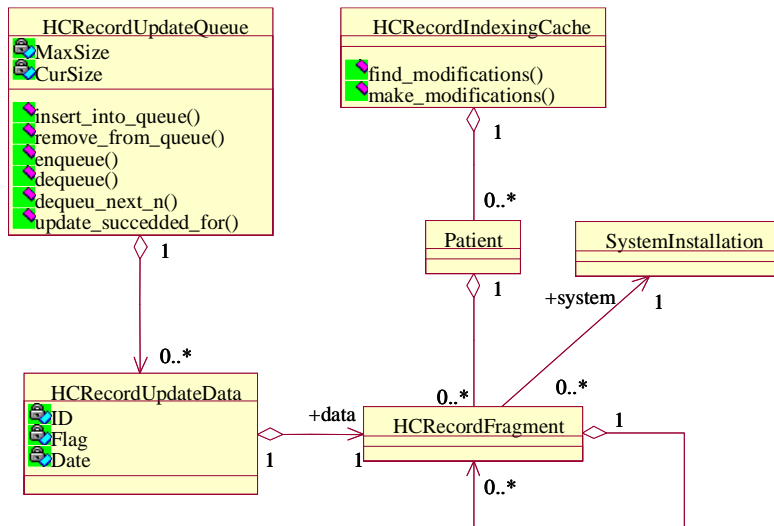 HCRecordUpdateQueue
MaxSize
CurSize
insert_into_queue()
remove_from_queue()
enqueue()
dequeue()
dequeu_next_n()
update_succedded_for()
1
0..*
HCRecordIndexingCache
find_modifications()
make_modifications()
1
0..*
Patient
1
0..*
SystemInstallation
+system
1
0..*
HCRecordUpdateData
ID
Flag
Date
+data
1
1
HCRecordFragment
1
0..*